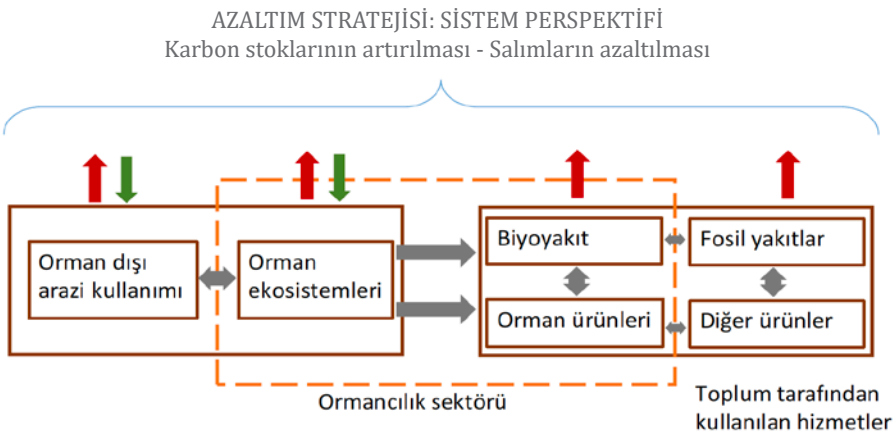 AZALTIM STRATEJİSİ: SİSTEM PERSPEKTİFİ
Karbon stoklarının artırılması - Salımların azaltılması
Orman dışı
arazi kullanımı
Orman
ekosistemleri
Biyoyakıt
Fosil yakıtlar
Orman ürünleri
Diğer ürünler
Ormancılık sektörü
Toplum tarafından
kullanılan hizmetler